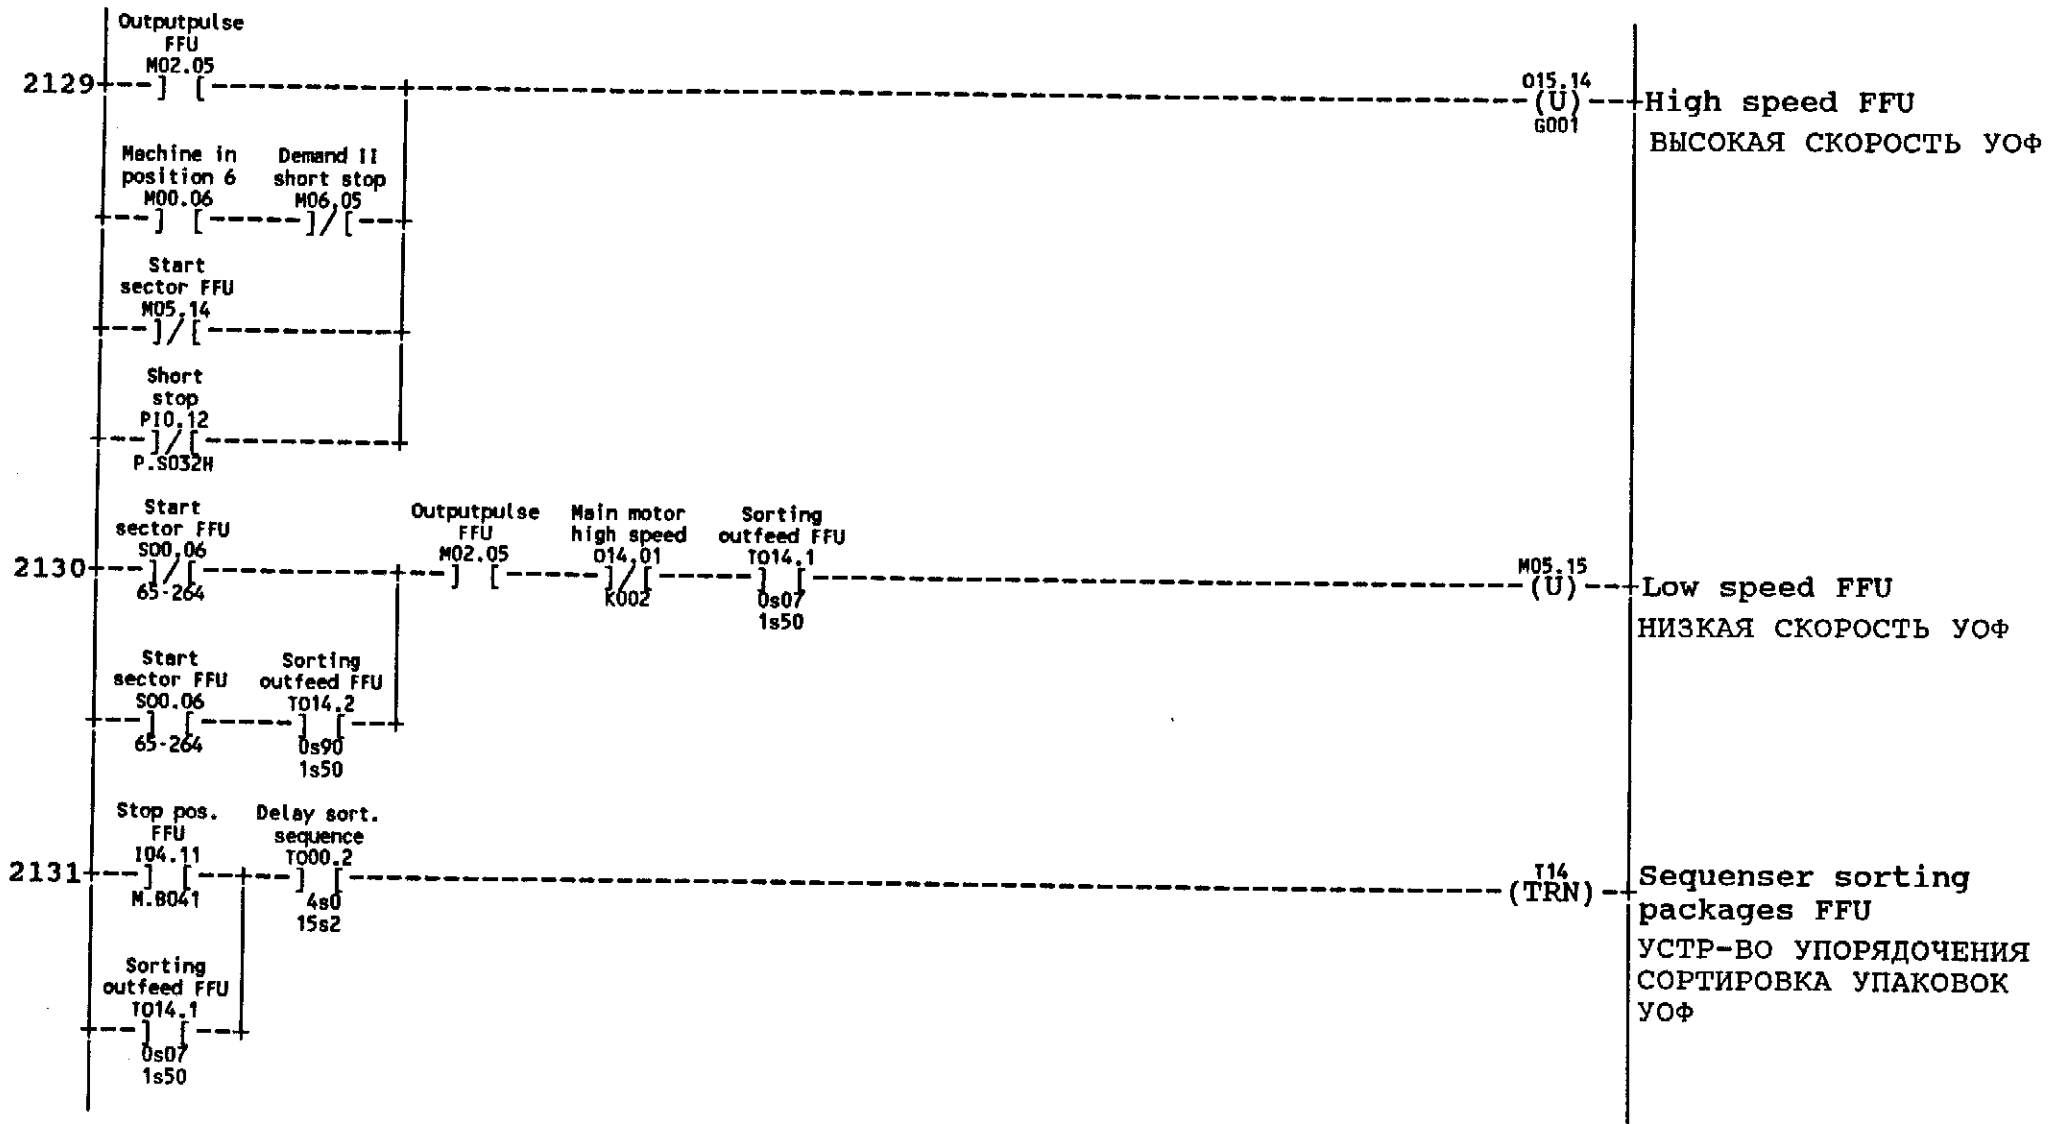 Outputpulse
FFU
M02.05
2129
] [
O15.14
(U)
G001
High speed FFU
ВЫСОКАЯ СКОРОСТЬ УОФ
Machine in
position 6
M00.06
] [
Demand II
short stop
M06.05
]/[
Start
sector FFU
M05.14
]/[
Short
stop
PI0.12
]/[
P.S032H
Start
sector FFU
S00.06
2130
]/[
65-264
Outputpulse
FFU
M02.05
] [
Main motor
high speed
O14.01
]/[
K002
Sorting
outfeed FFU
T014.1
] [
0s07
1s50
M05.15
(U)
Low speed FFU
НИЗКАЯ СКОРОСТЬ УОФ
Start
sector FFU
S00.06
] [
65-264
Sorting
outfeed FFU
T014.2
] [
0s90
1s50
Stop pos.
FFU
I04.11
2131
] [
M.B041
Delay sort.
sequence
T000.2
] [
4s0
15s2
T14
(TRN)
Sequenser sorting
packages FFU
УСТР-ВО УПОРЯДОЧЕНИЯ
СОРТИРОВКА УПАКОВОК
УОФ
Sorting
outfeed FFU
T014.1
] [
0s07
1s50